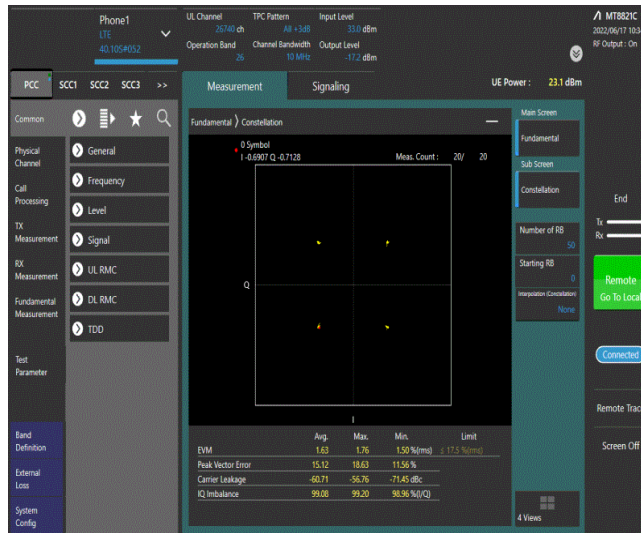 Phone1
LTE
40.105#052
UL Channel
26740 ch
TPC Pattern
All +3dB
Input Level
33.0 dBm
Operation Band
26
Channel Bandwidth
10 MHz
Output Level
-17.2 dBm
MT8821C
2022/06/17 10:34
RF Output : On
PCC SCC1 SCC2 SCC3 >>
Measurement Signaling
UE Power : 23.1 dBm
Common
Physical
Channel
Call
Processing
TX
Measurement
RX
Measurement
Fundamental
Measurement
Test
Parameter
Band
Definition
External
Loss
System
Config
General
Frequency
Level
Signal
UL RMC
DL RMC
TDD
Fundamental 〉 Constellation
0 Symbol
I -0.6907 Q -0.7128
Meas. Count : 20/ 20
Q
I
Avg. Max. Min. Limit
EVM 1.63 1.76 1.50 %(rms) ≤ 17.5 %(rms)
Peak Vector Error 15.12 18.63 11.56 %
Carrier Leakage -60.71 -56.76 -71.45 dBc
IQ Imbalance 99.08 99.20 98.96 %(I/Q)
Main Screen
Fundamental
Sub Screen
Constellation
Number of RB
50
Starting RB
0
Interpolation (Constellation)
None
4 Views
End
Tx
Rx
Remote
Go To Local
Connected
Remote Trac
Screen Off